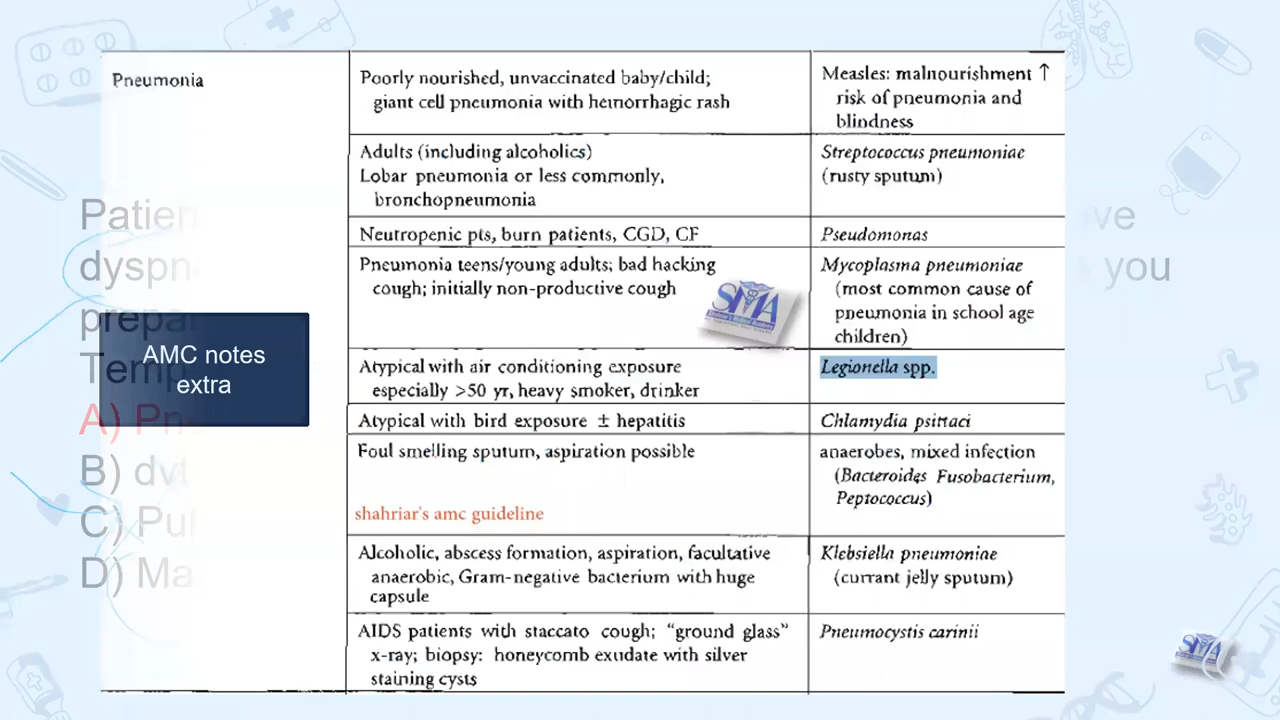 Pneumonia
Poorly nourished, unvaccinated baby/child;
giant cell pneumonia with hemorrhagic rash
Measles: malnourishment ↑
risk of pneumonia and
blindness
Adults (including alcoholics)
Lobar pneumonia or less commonly,
bronchopneumonia
Streptococcus pneumoniae
(rusty sputum)
Neutropenic pts, burn patients, CGD, CF
Pseudomonas
Pneumonia teens/young adults; bad hacking
cough; initially non-productive cough
Mycoplasma pneumoniae
(most common cause of
pneumonia in school age
children)
Atypical with air conditioning exposure
especially >50 yr, heavy smoker, drinker
Legionella spp.
Atypical with bird exposure ± hepatitis
Chlamydia psittaci
Foul smelling sputum, aspiration possible
anaerobes, mixed infection
(Bacteroides Fusobacterium,
Peptococcus)
shahriar's amc guideline
Alcoholic, abscess formation, aspiration, facultative
anaerobic, Gram-negative bacterium with huge
capsule
Klebsiella pneumoniae
(currant jelly sputum)
AIDS patients with staccato cough; "ground glass"
x-ray; biopsy: honeycomb exudate with silver
staining cysts
Pneumocystis carinii
AMC notes
extra
SMA
you
A)
B) dvt
C)
D)
SMA